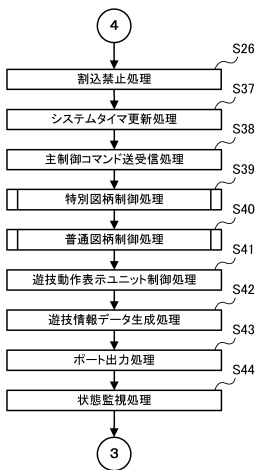 4
S26
割込禁止処理
S37
システムタイマ更新処理
S38
主制御コマンド送受信処理
S39
特別図柄制御処理
S40
普通図柄制御処理
S41
遊技動作表示ユニット制御処理
S42
遊技情報データ生成処理
S43
ポート出力処理
S44
状態監視処理
3